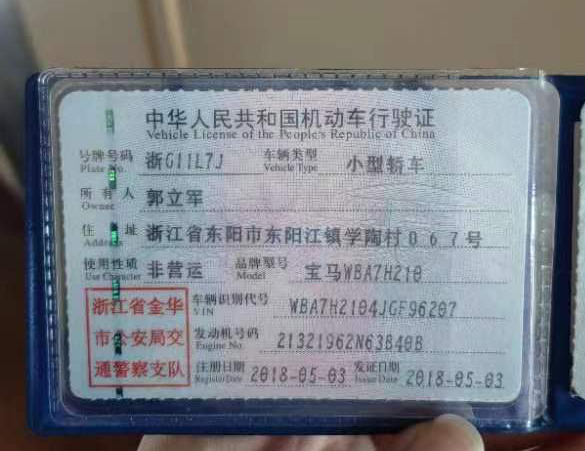 中华人民共和国机动车行驶证
Vehicle License of the People's Republic of China
号牌号码 浙G11L7J 车辆类型 小型轿车
Plate No. Vehicle Type
所有人 郭立军
Owner
住址 浙江省东阳市东阳江镇学陶村067号
Address
使用性质 非营运 品牌型号 宝马WBA7H210
Use Character Model
浙江省金华
市公安局交
通警察支队
车辆识别代号 WBA7H2104JGF96207
VIN
发动机号码 21321962N63B40B
Engine No.
注册日期 2018-05-03 发证日期 2018-05-03
Register Date Issue Date